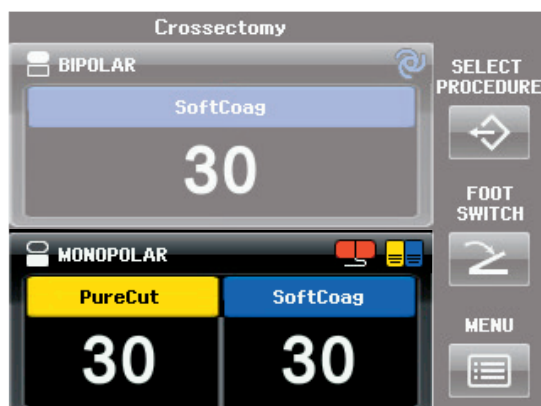 Crossectomy
BIPOLAR
SoftCoag
30
MONOPOLAR
PureCut
SoftCoag
30
30
SELECT
PROCEDURE
FOOT
SWITCH
MENU